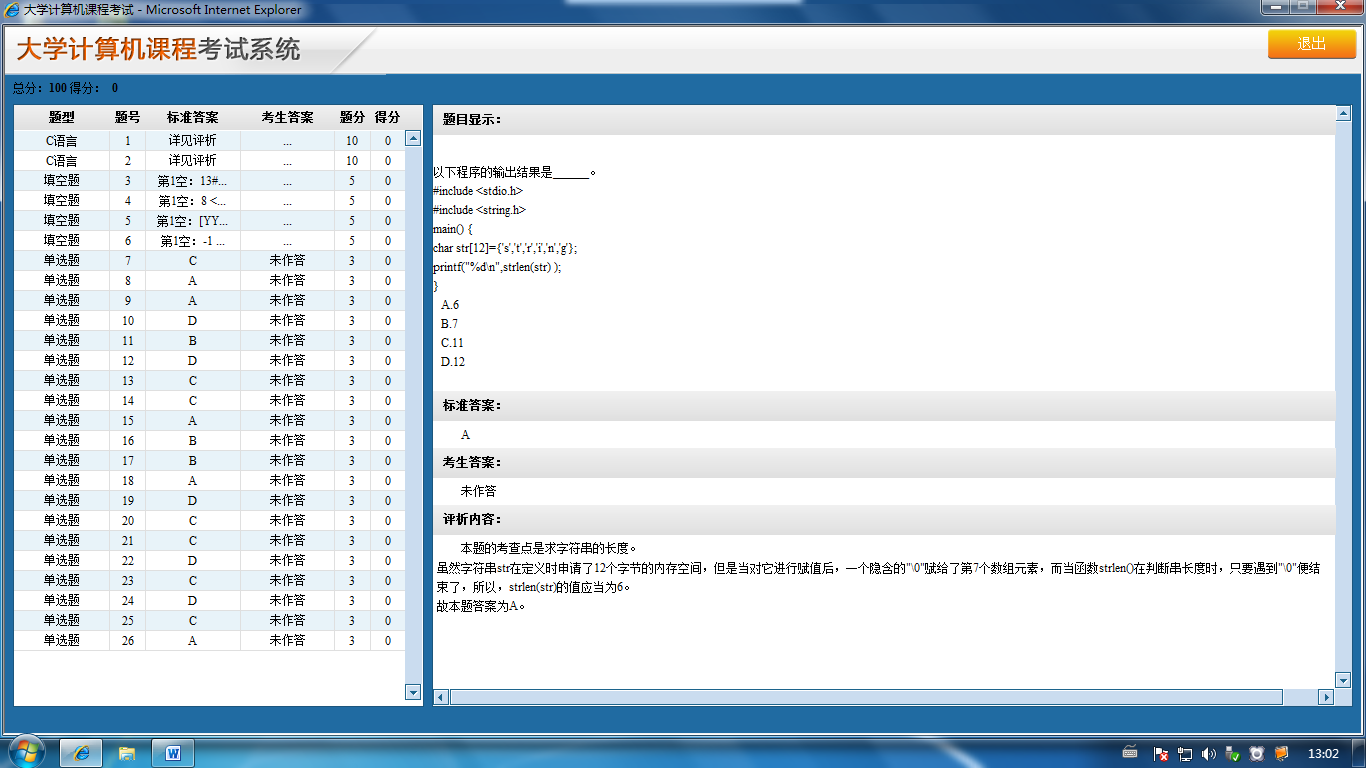 大学计算机课程考试 - Microsoft Internet Explorer
大学计算机课程考试系统
退出
总分：100 得分： 0
题型 题号 标准答案 考生答案 题分 得分
C语言 1 详见评析 ... 10 0
C语言 2 详见评析 ... 10 0
填空题 3 第1空：13#... ... 5 0
填空题 4 第1空：8 <... ... 5 0
填空题 5 第1空：[YY... ... 5 0
填空题 6 第1空：-1 ... ... 5 0
单选题 7 C 未作答 3 0
单选题 8 A 未作答 3 0
单选题 9 A 未作答 3 0
单选题 10 D 未作答 3 0
单选题 11 B 未作答 3 0
单选题 12 D 未作答 3 0
单选题 13 C 未作答 3 0
单选题 14 C 未作答 3 0
单选题 15 A 未作答 3 0
单选题 16 B 未作答 3 0
单选题 17 B 未作答 3 0
单选题 18 A 未作答 3 0
单选题 19 D 未作答 3 0
单选题 20 C 未作答 3 0
单选题 21 C 未作答 3 0
单选题 22 D 未作答 3 0
单选题 23 C 未作答 3 0
单选题 24 D 未作答 3 0
单选题 25 C 未作答 3 0
单选题 26 A 未作答 3 0
题目显示：
以下程序的输出结果是______。
#include <stdio.h>
#include <string.h>
main() {
char str[12]={'s','t','r','i','n','g'};
printf("%d\n",strlen(str) );
}
A.6
B.7
C.11
D.12
标准答案：
A
考生答案：
未作答
评析内容：
本题的考查点是求字符串的长度。
虽然字符串str在定义时申请了12个字节的内存空间，但是当对它进行赋值后，一个隐含的"\0"赋给了第7个数组元素，而当函数strlen()在判断串长度时，只要遇到"\0"便结
束了，所以，strlen(str)的值应当为6。
故本题答案为A。
13:02